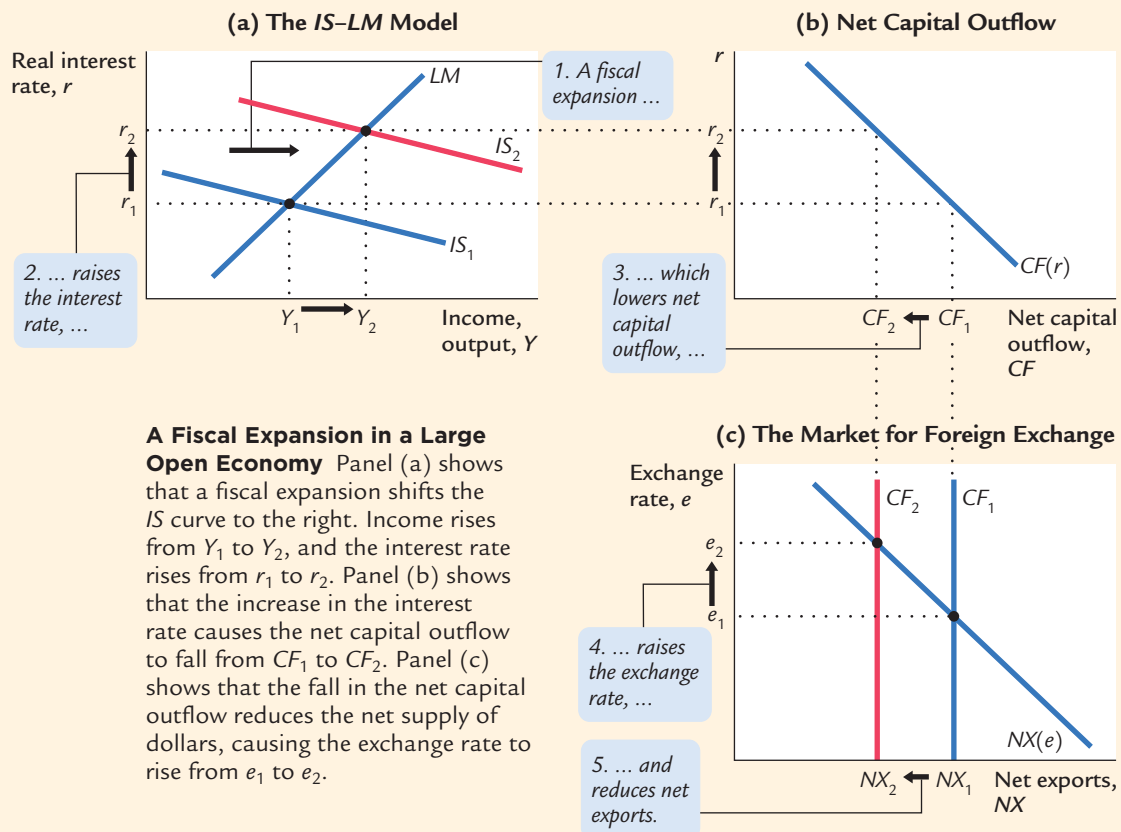 (a) The IS–LM Model
Real interest
rate, r
LM
1. A fiscal
expansion ...
r2
IS2
r1
IS1
2. ... raises
the interest
rate, ...
Y1
Y2
Income,
output, Y
(b) Net Capital Outflow
r
r2
r1
CF(r)
3. ... which
lowers net
capital
outflow, ...
CF2
CF1
Net capital
outflow,
CF
A Fiscal Expansion in a Large
Open Economy Panel (a) shows
that a fiscal expansion shifts the
IS curve to the right. Income rises
from Y1 to Y2, and the interest rate
rises from r1 to r2. Panel (b) shows
that the increase in the interest
rate causes the net capital outflow
to fall from CF1 to CF2. Panel (c)
shows that the fall in the net capital
outflow reduces the net supply of
dollars, causing the exchange rate to
rise from e1 to e2.
(c) The Market for Foreign Exchange
Exchange
rate, e
CF2
CF1
e2
e1
4. ... raises
the exchange
rate, ...
NX(e)
5. ... and
reduces net
exports.
NX2
NX1
Net exports,
NX